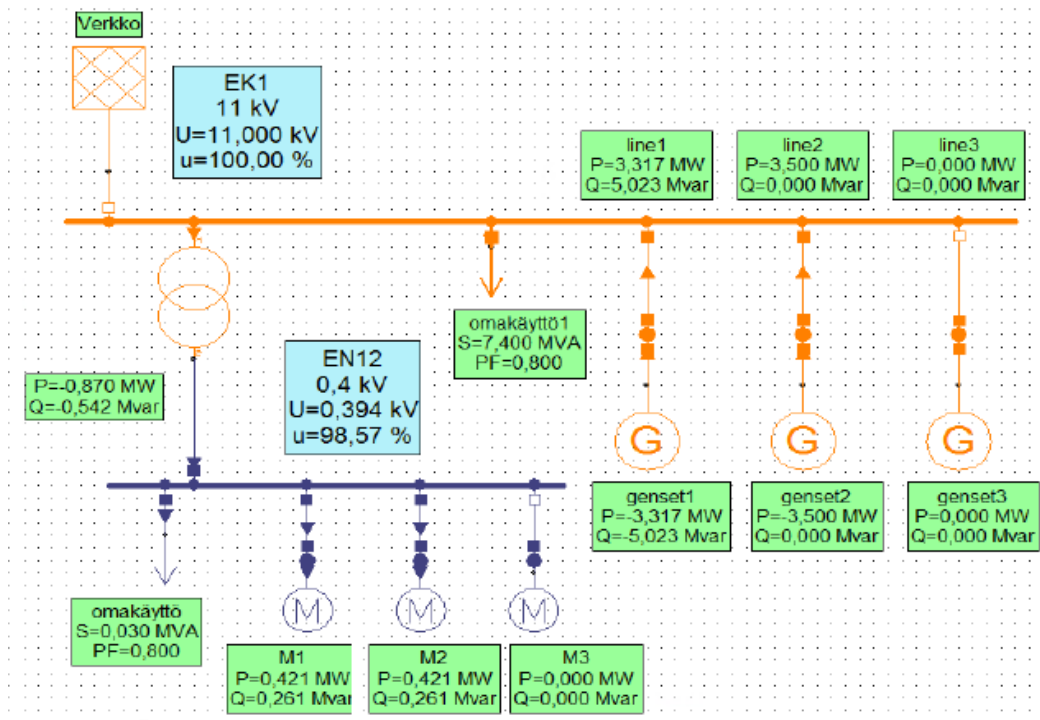 Verkko
EK1
11 kV
U=11,000 kV
u=100,00 %
line1
P=3,317 MW
Q=5,023 Mvar
line2
P=3,500 MW
Q=0,000 Mvar
line3
P=0,000 MW
Q=0,000 Mvar
omakäyttö1
S=7,400 MVA
PF=0,800
EN12
0,4 kV
U=0,394 kV
u=98,57 %
P=-0,870 MW
Q=-0,542 Mvar
G
G
G
genset1
P=-3,317 MW
Q=-5,023 Mvar
genset2
P=-3,500 MW
Q=0,000 Mvar
genset3
P=0,000 MW
Q=0,000 Mvar
omakäyttö
S=0,030 MVA
PF=0,800
M
M
M
M1
P=0,421 MW
Q=0,261 Mvar
M2
P=0,421 MW
Q=0,261 Mvar
M3
P=0,000 MW
Q=0,000 Mvar